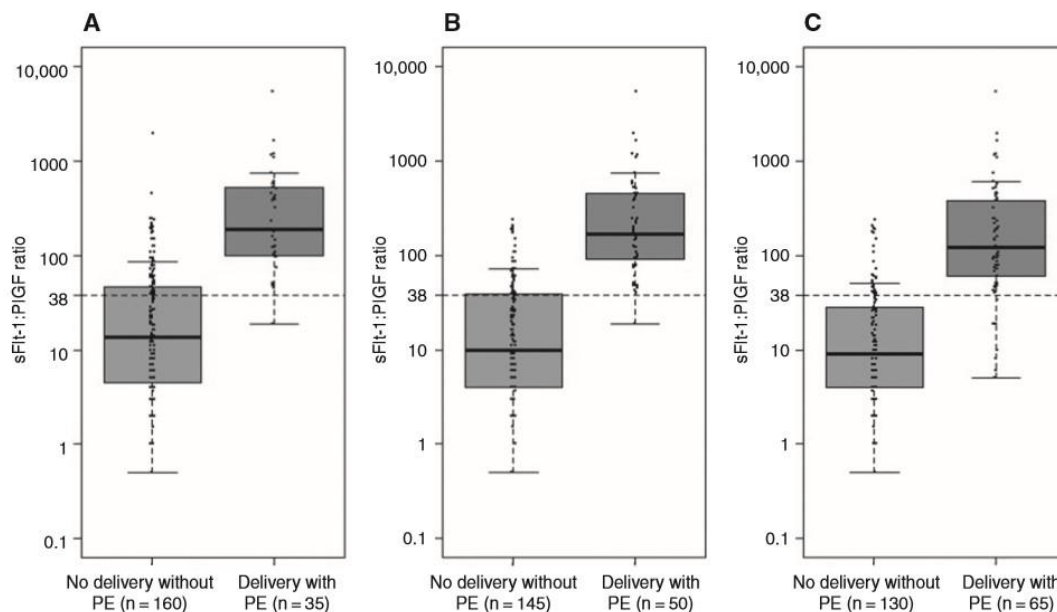 A
10,000
1000
100
38
10
1
0.1
sFlt-1:PlGF ratio
No delivery without
PE (n = 160)
Delivery with
PE (n = 35)
B
10,000
1000
100
38
10
1
0.1
sFlt-1:PlGF ratio
No delivery without
PE (n = 145)
Delivery with
PE (n = 50)
C
10,000
1000
100
38
10
1
0.1
sFlt-1:PlGF ratio
No delivery without
PE (n = 130)
Delivery with
PE (n = 65)